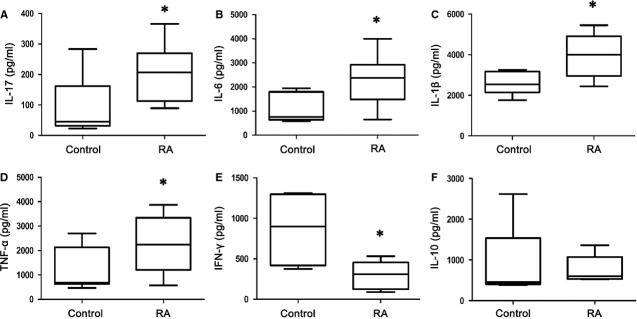 A
IL-17 (pg/ml)
400
300
200
100
0
*
Control RA
B
IL-6 (pg/ml)
6000
5000
4000
3000
2000
1000
0
*
Control RA
C
IL-1β (pg/ml)
6000
4000
2000
0
*
Control RA
D
TNF-α (pg/ml)
5000
4000
3000
2000
1000
0
*
Control RA
E
IFN-γ (pg/ml)
1500
1000
500
0
*
Control RA
F
IL-10 (pg/ml)
3000
2000
1000
0
Control RA